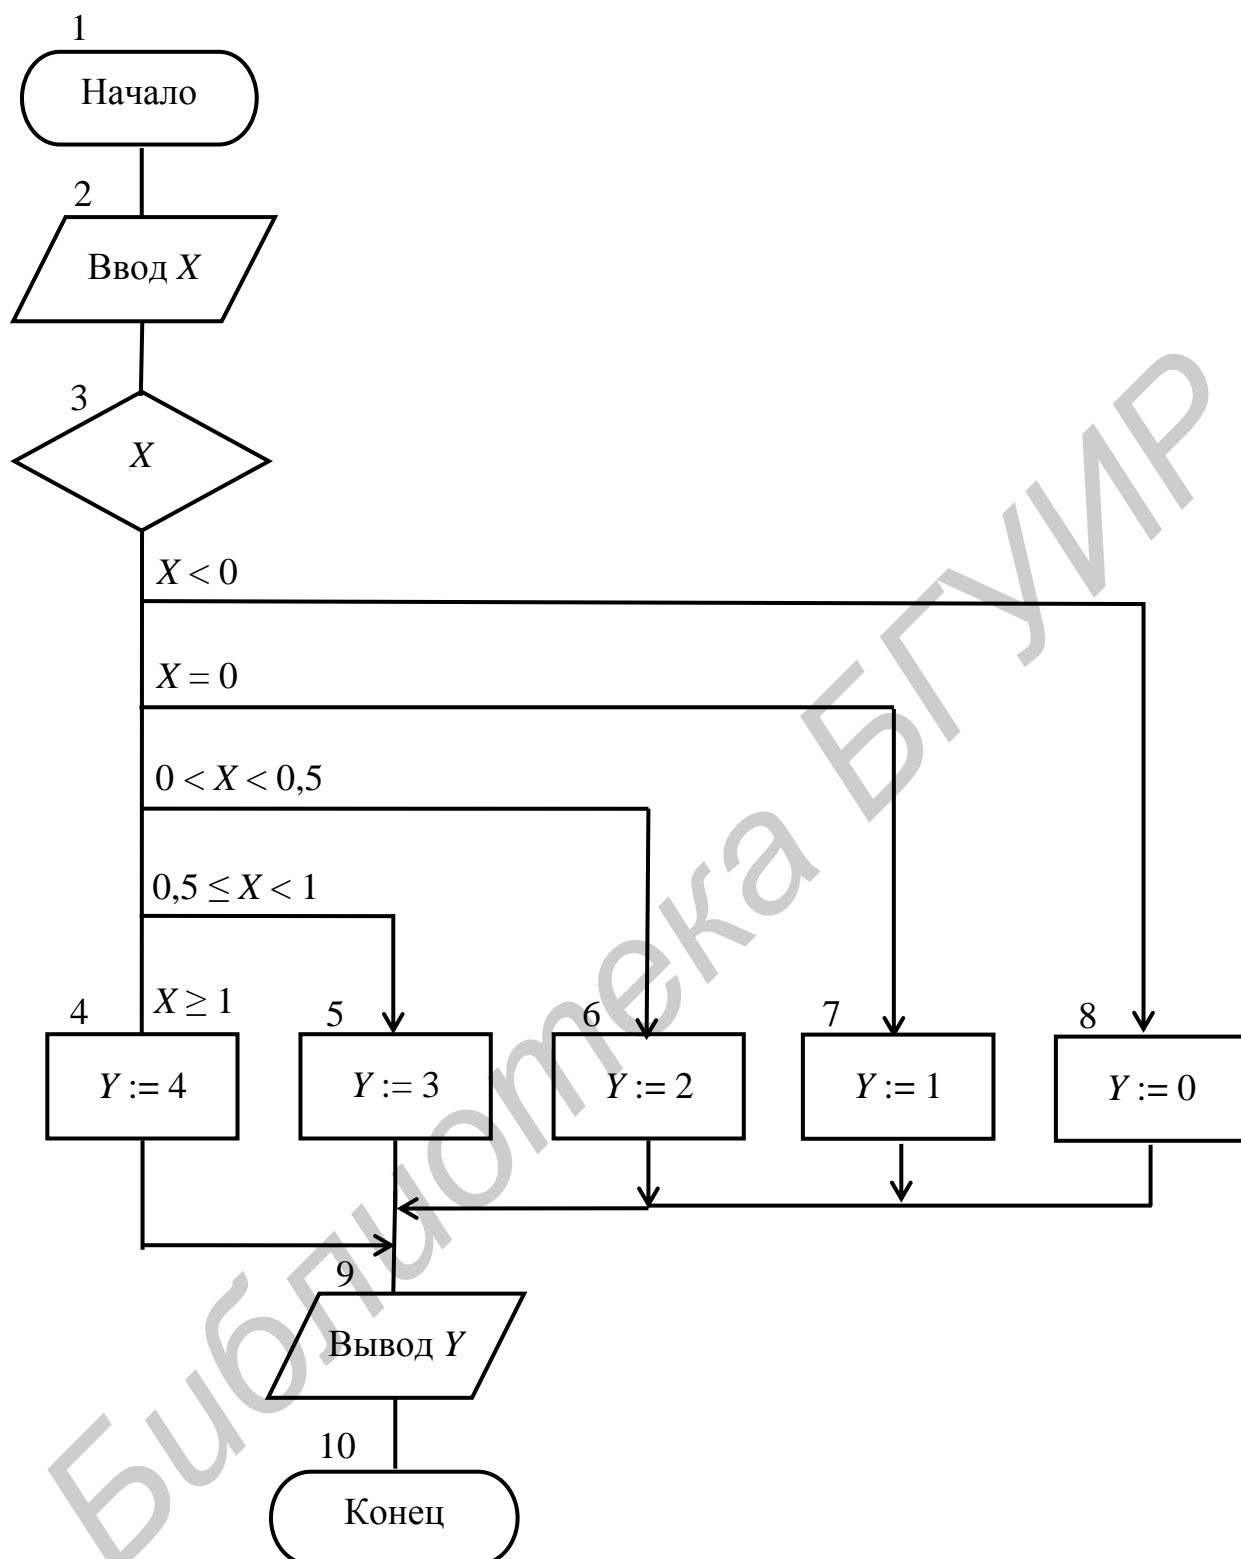 1
Начало
2
Ввод X
3
X
X < 0
X = 0
0 < X < 0,5
0,5 ≤ X < 1
X ≥ 1
4
5
6
7
8
Y := 4
Y := 3
Y := 2
Y := 1
Y := 0
9
Вывод Y
10
Конец
Библиотека БГУИР